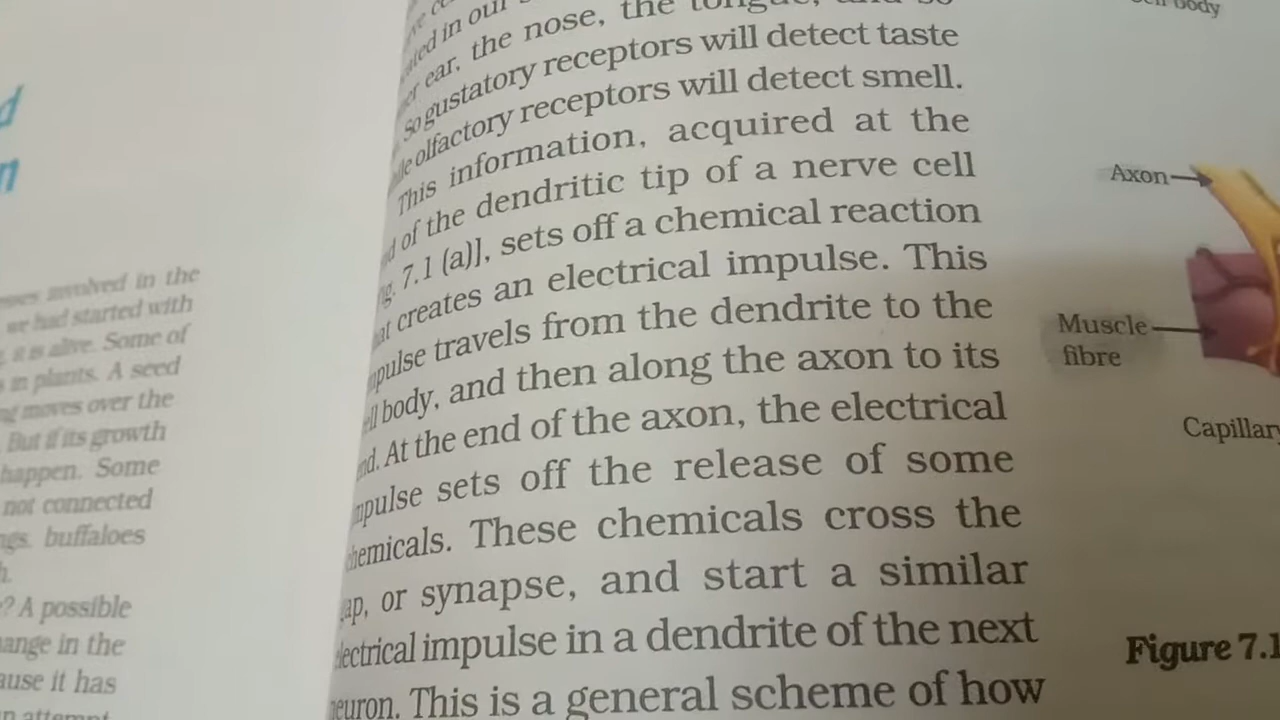 in our
ear, the nose, the tongue,
So gustatory receptors will detect taste
olfactory receptors will detect smell.
This information, acquired at the
of the dendritic tip of a nerve cell
7.1 (a)], sets off a chemical reaction
creates an electrical impulse. This
travels from the dendrite to the
body, and then along the axon to its
At the end of the axon, the electrical
sets off the release of some
chemicals. These chemicals cross the
or synapse, and start a similar
electrical impulse in a dendrite of the next
neuron. This is a general scheme of how
involved in the
we had started with
it is alive. Some of
in plants. A seed
moves over the
But if its growth
happen. Some
not connected
buffaloes
? A possible
in the
it has
attempt
body
Axon
Muscle
fibre
Capillary
Figure 7.1